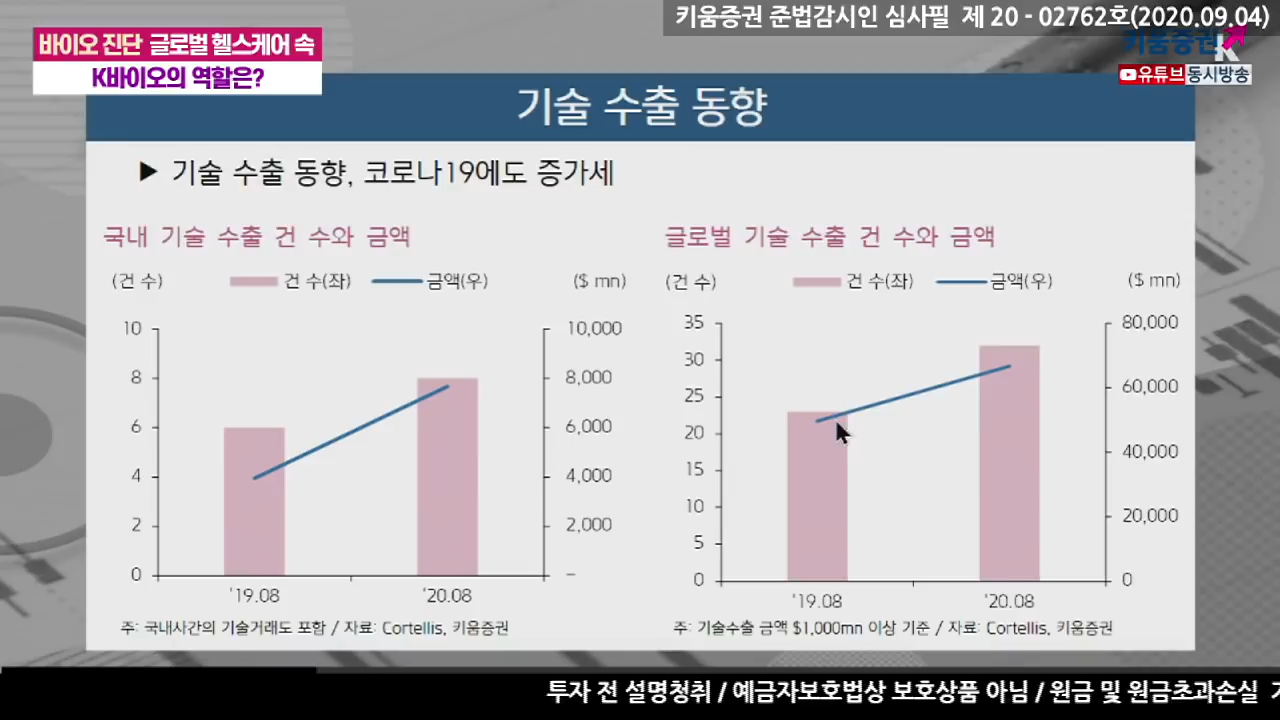 키움증권 준법감시인 심사필 제 20 - 02762호(2020.09.04)
바이오 진단 글로벌 헬스케어 속
K바이오의 역할은?
키움증권
유튜브 동시방송
기술 수출 동향
▶ 기술 수출 동향, 코로나19에도 증가세
국내 기술 수출 건 수와 금액
(건 수) 건 수(좌) 금액(우) ($ mn)
10 10,000
8 8,000
6 6,000
4 4,000
2 2,000
0 –
'19.08 '20.08
주: 국내사간의 기술거래도 포함 / 자료: Cortellis, 키움증권
글로벌 기술 수출 건 수와 금액
(건 수) 건 수(좌) 금액(우) ($ mn)
35 80,000
30
25 60,000
20 40,000
15
10 20,000
5
0 0
'19.08 '20.08
주: 기술수출 금액 $1,000mn 이상 기준 / 자료: Cortellis, 키움증권
투자 전 설명청취 / 예금자보호법상 보호상품 아님 / 원금 및 원금초과손실